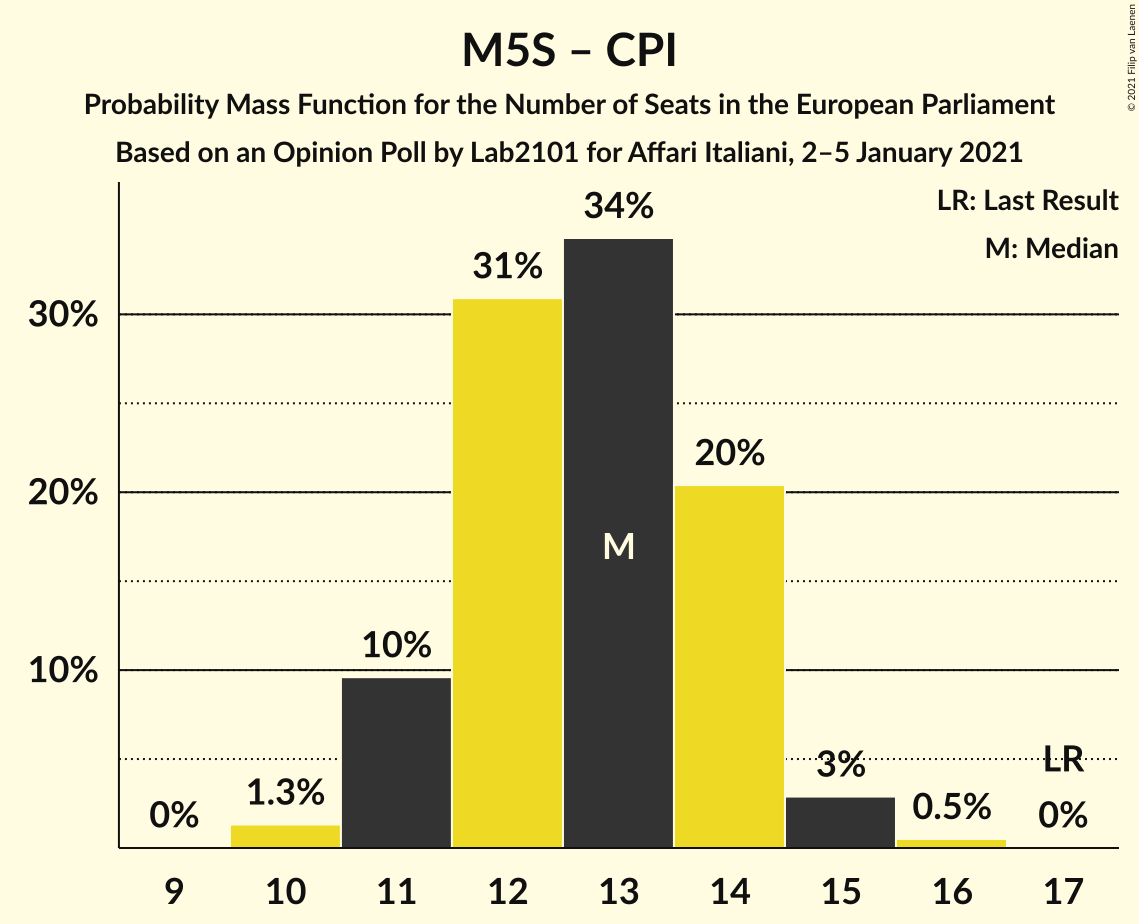 M5S – CPI
Probability Mass Function for the Number of Seats in the European Parliament
Based on an Opinion Poll by Lab2101 for Affari Italiani, 2–5 January 2021
© 2021 Filip van Laenen
LR: Last Result
M: Median
34%
31%
30%
20%
20%
M
10%
10%
LR
3%
1.3%
0.5%
0%
0%
9 10 11 12 13 14 15 16 17